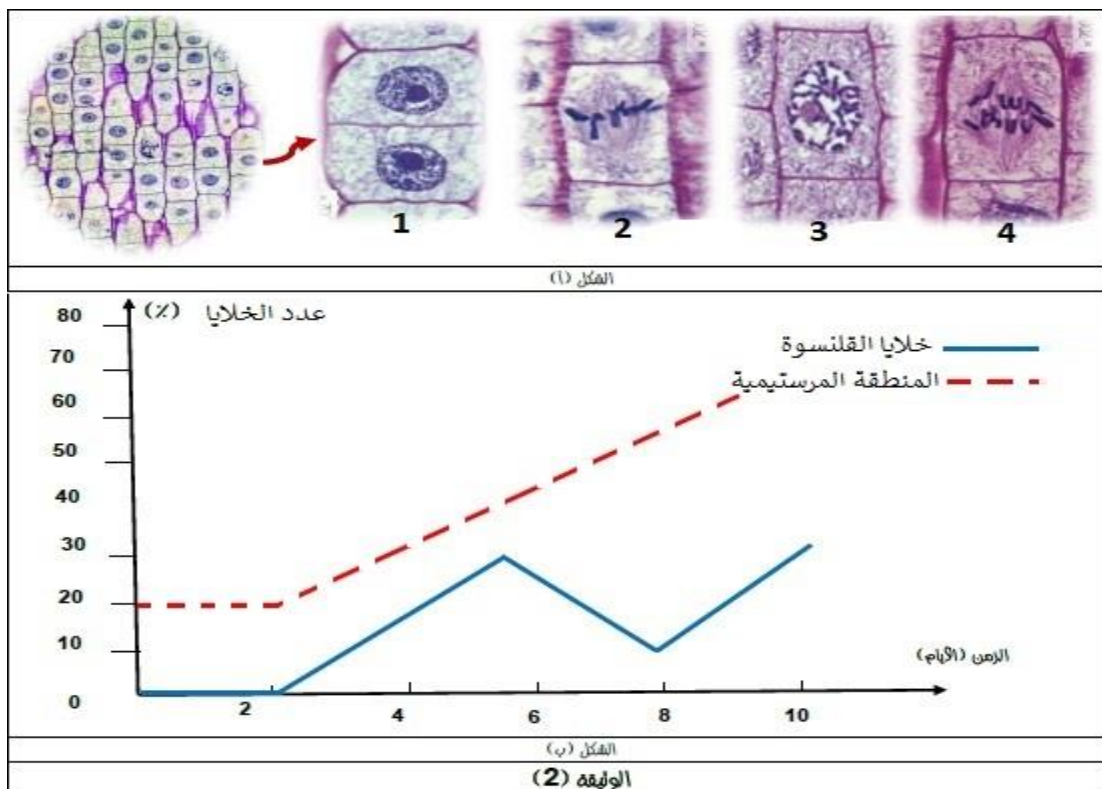 1
2
3
4
الشكل (أ)
عدد الخلايا (٪)
80
70
60
50
40
30
20
10
0
خلايا القلنسوة
المنطقة المرستيمية
الزمن (الأيام)
2
4
6
8
10
الشكل (ب)
الوثيقة (2)